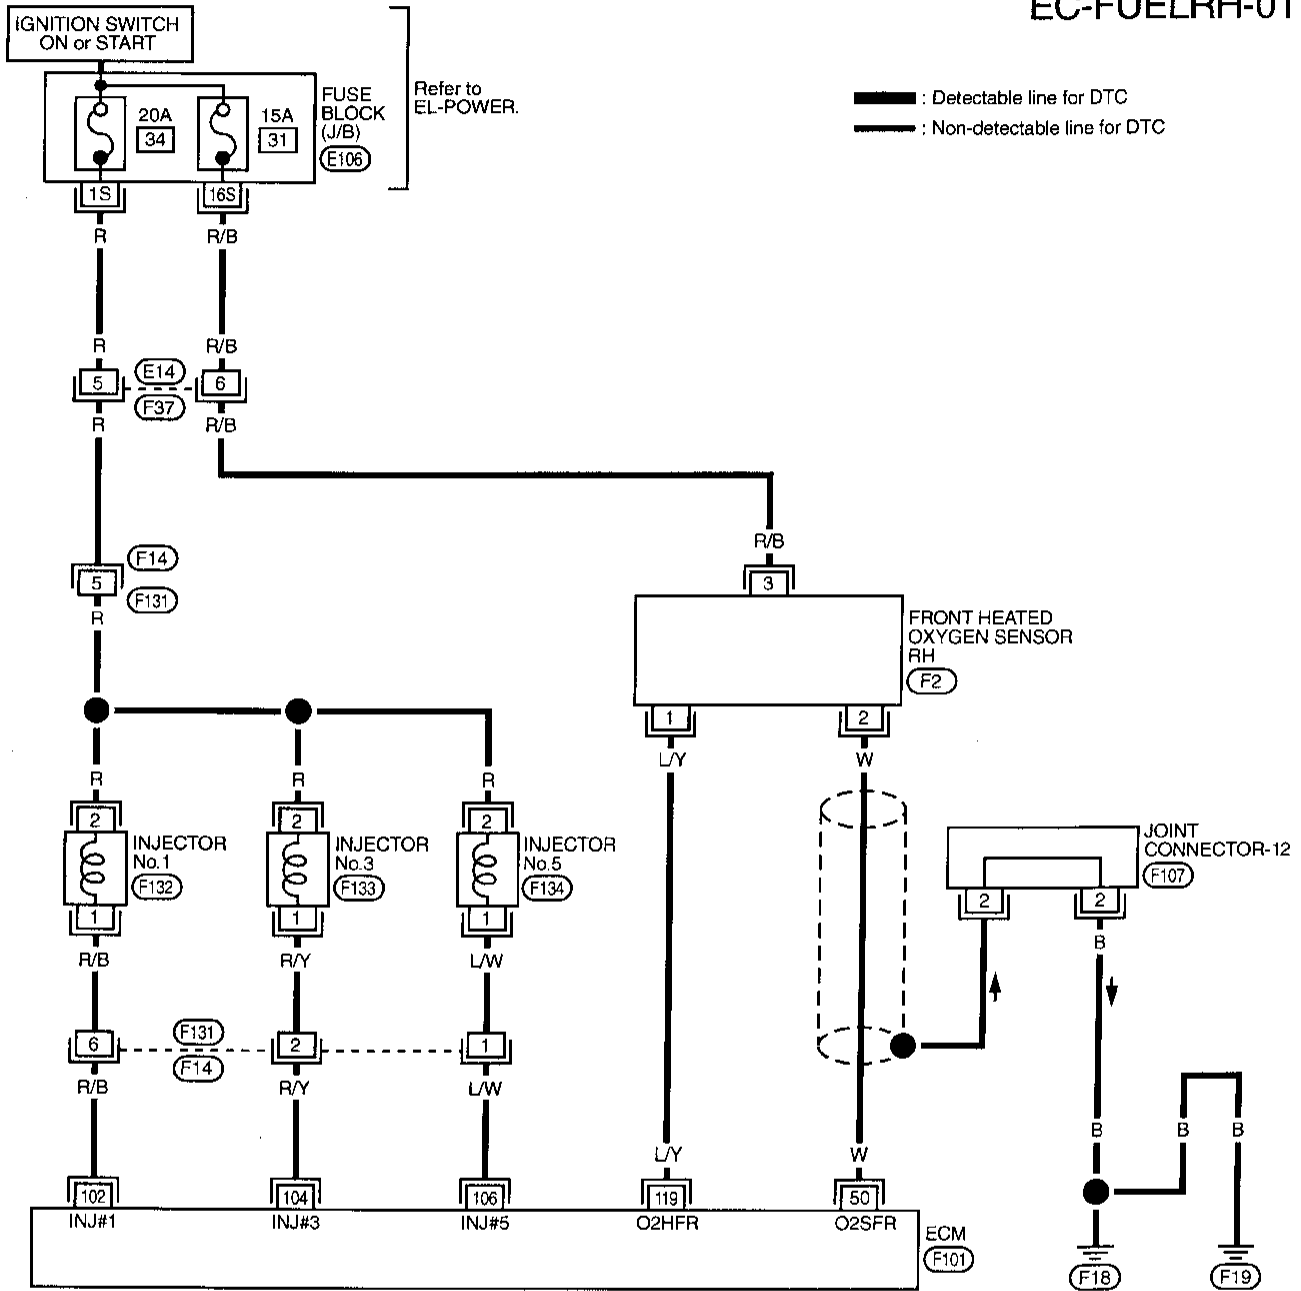 EC-FUELRH-01
IGNITION SWITCH
ON or START
Refer to
EL-POWER.
: Detectable line for DTC
: Non-detectable line for DTC
20A
34
15A
31
FUSE
BLOCK
(J/B)
E106
1S
16S
R
R/B
R
R/B
5
E14
F37
6
R
R/B
F14
5
F131
R
R/B
3
FRONT HEATED
OXYGEN SENSOR
RH
F2
1
2
L/Y
W
R
R
R
2
2
2
INJECTOR
No.1
F132
INJECTOR
No.3
F133
INJECTOR
No.5
F134
1
1
1
R/B
R/Y
L/W
JOINT
CONNECTOR-12
F107
2
2
B
6
F131
F14
2
1
R/B
R/Y
L/W
L/Y
W
B
B
B
102
104
106
119
50
INJ#1
INJ#3
INJ#5
O2HFR
O2SFR
ECM
F101
F18
F19